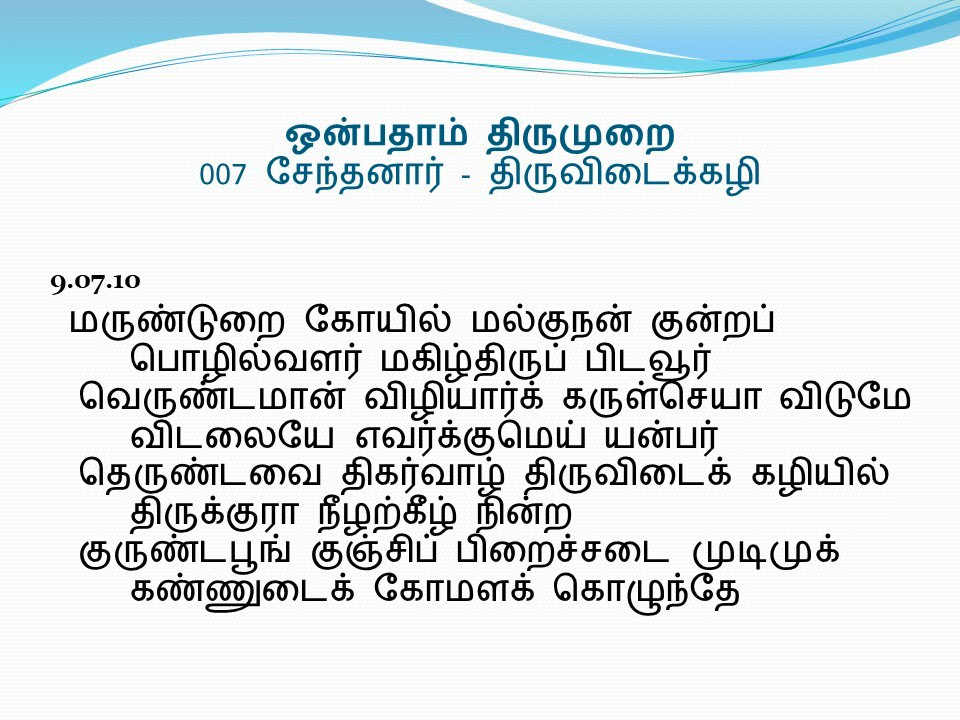 ஒன்பதாம் திருமுறை
007 சேந்தனார் - திருவிடைக்கழி
9.07.10
மருண்டுறை கோயில் மல்குநன் குன்றப்
பொழில்வளர் மகிழ்திருப் பிடவூர்
வெருண்டமான் விழியார்க் கருள்செயா விடுமே
விடலையே எவர்க்குமெய் யன்பர்
தெருண்டவை திகர்வாழ் திருவிடைக் கழியில்
திருக்குரா நீழற்கீழ் நின்ற
குருண்டபூங் குஞ்சிப் பிறைச்சடை முடிமுக்
கண்ணுடைக் கோமளக் கொழுந்தே